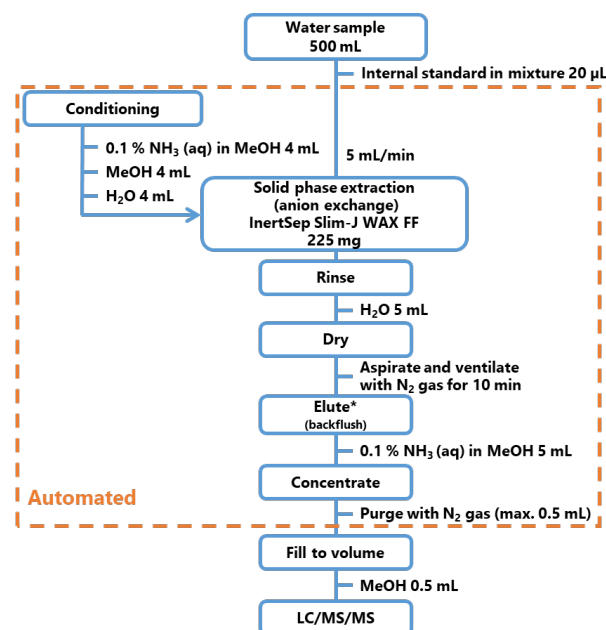 Water sample
500 mL
Internal standard in mixture 20 μL
Conditioning
0.1 % NH₃ (aq) in MeOH 4 mL
MeOH 4 mL
H₂O 4 mL
5 mL/min
Solid phase extraction
(anion exchange)
InertSep Slim-J WAX FF
225 mg
Rinse
H₂O 5 mL
Dry
Aspirate and ventilate
with N₂ gas for 10 min
Elute*
(backflush)
0.1 % NH₃ (aq) in MeOH 5 mL
Concentrate
Automated
Purge with N₂ gas (max. 0.5 mL)
Fill to volume
MeOH 0.5 mL
LC/MS/MS